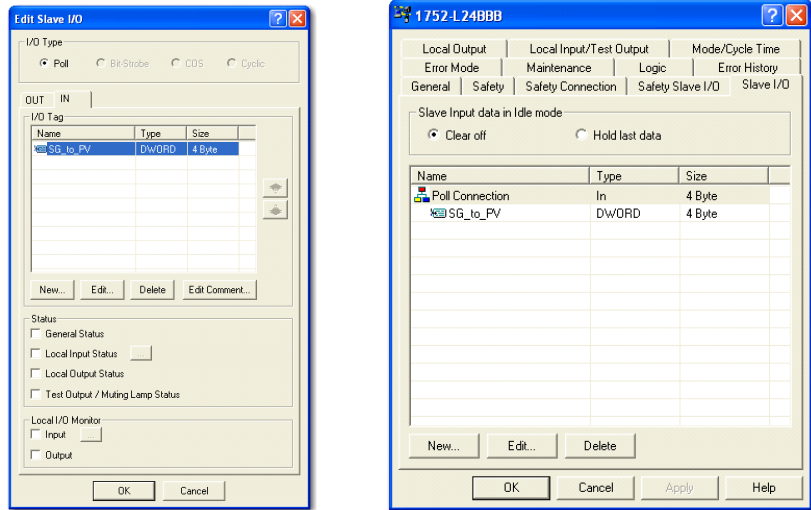 Edit Slave I/O
I/O Type
Poll Bit-Strobe COS Cyclic
OUT IN
I/O Tag
Name Type Size
SG_to_PV DWORD 4 Byte
New... Edit... Delete Edit Comment...
Status
General Status
Local Input Status ...
Local Output Status
Test Output / Muting Lamp Status
Local I/O Monitor
Input ...
Output
OK Cancel
1752-L24BBB
Local Output Local Input/Test Output Mode/Cycle Time
Error Mode Maintenance Logic Error History
General Safety Safety Connection Safety Slave I/O Slave I/O
Slave Input data in Idle mode
Clear off Hold last data
Name Type Size
Poll Connection In 4 Byte
SG_to_PV DWORD 4 Byte
New... Edit... Delete
OK Cancel Apply Help